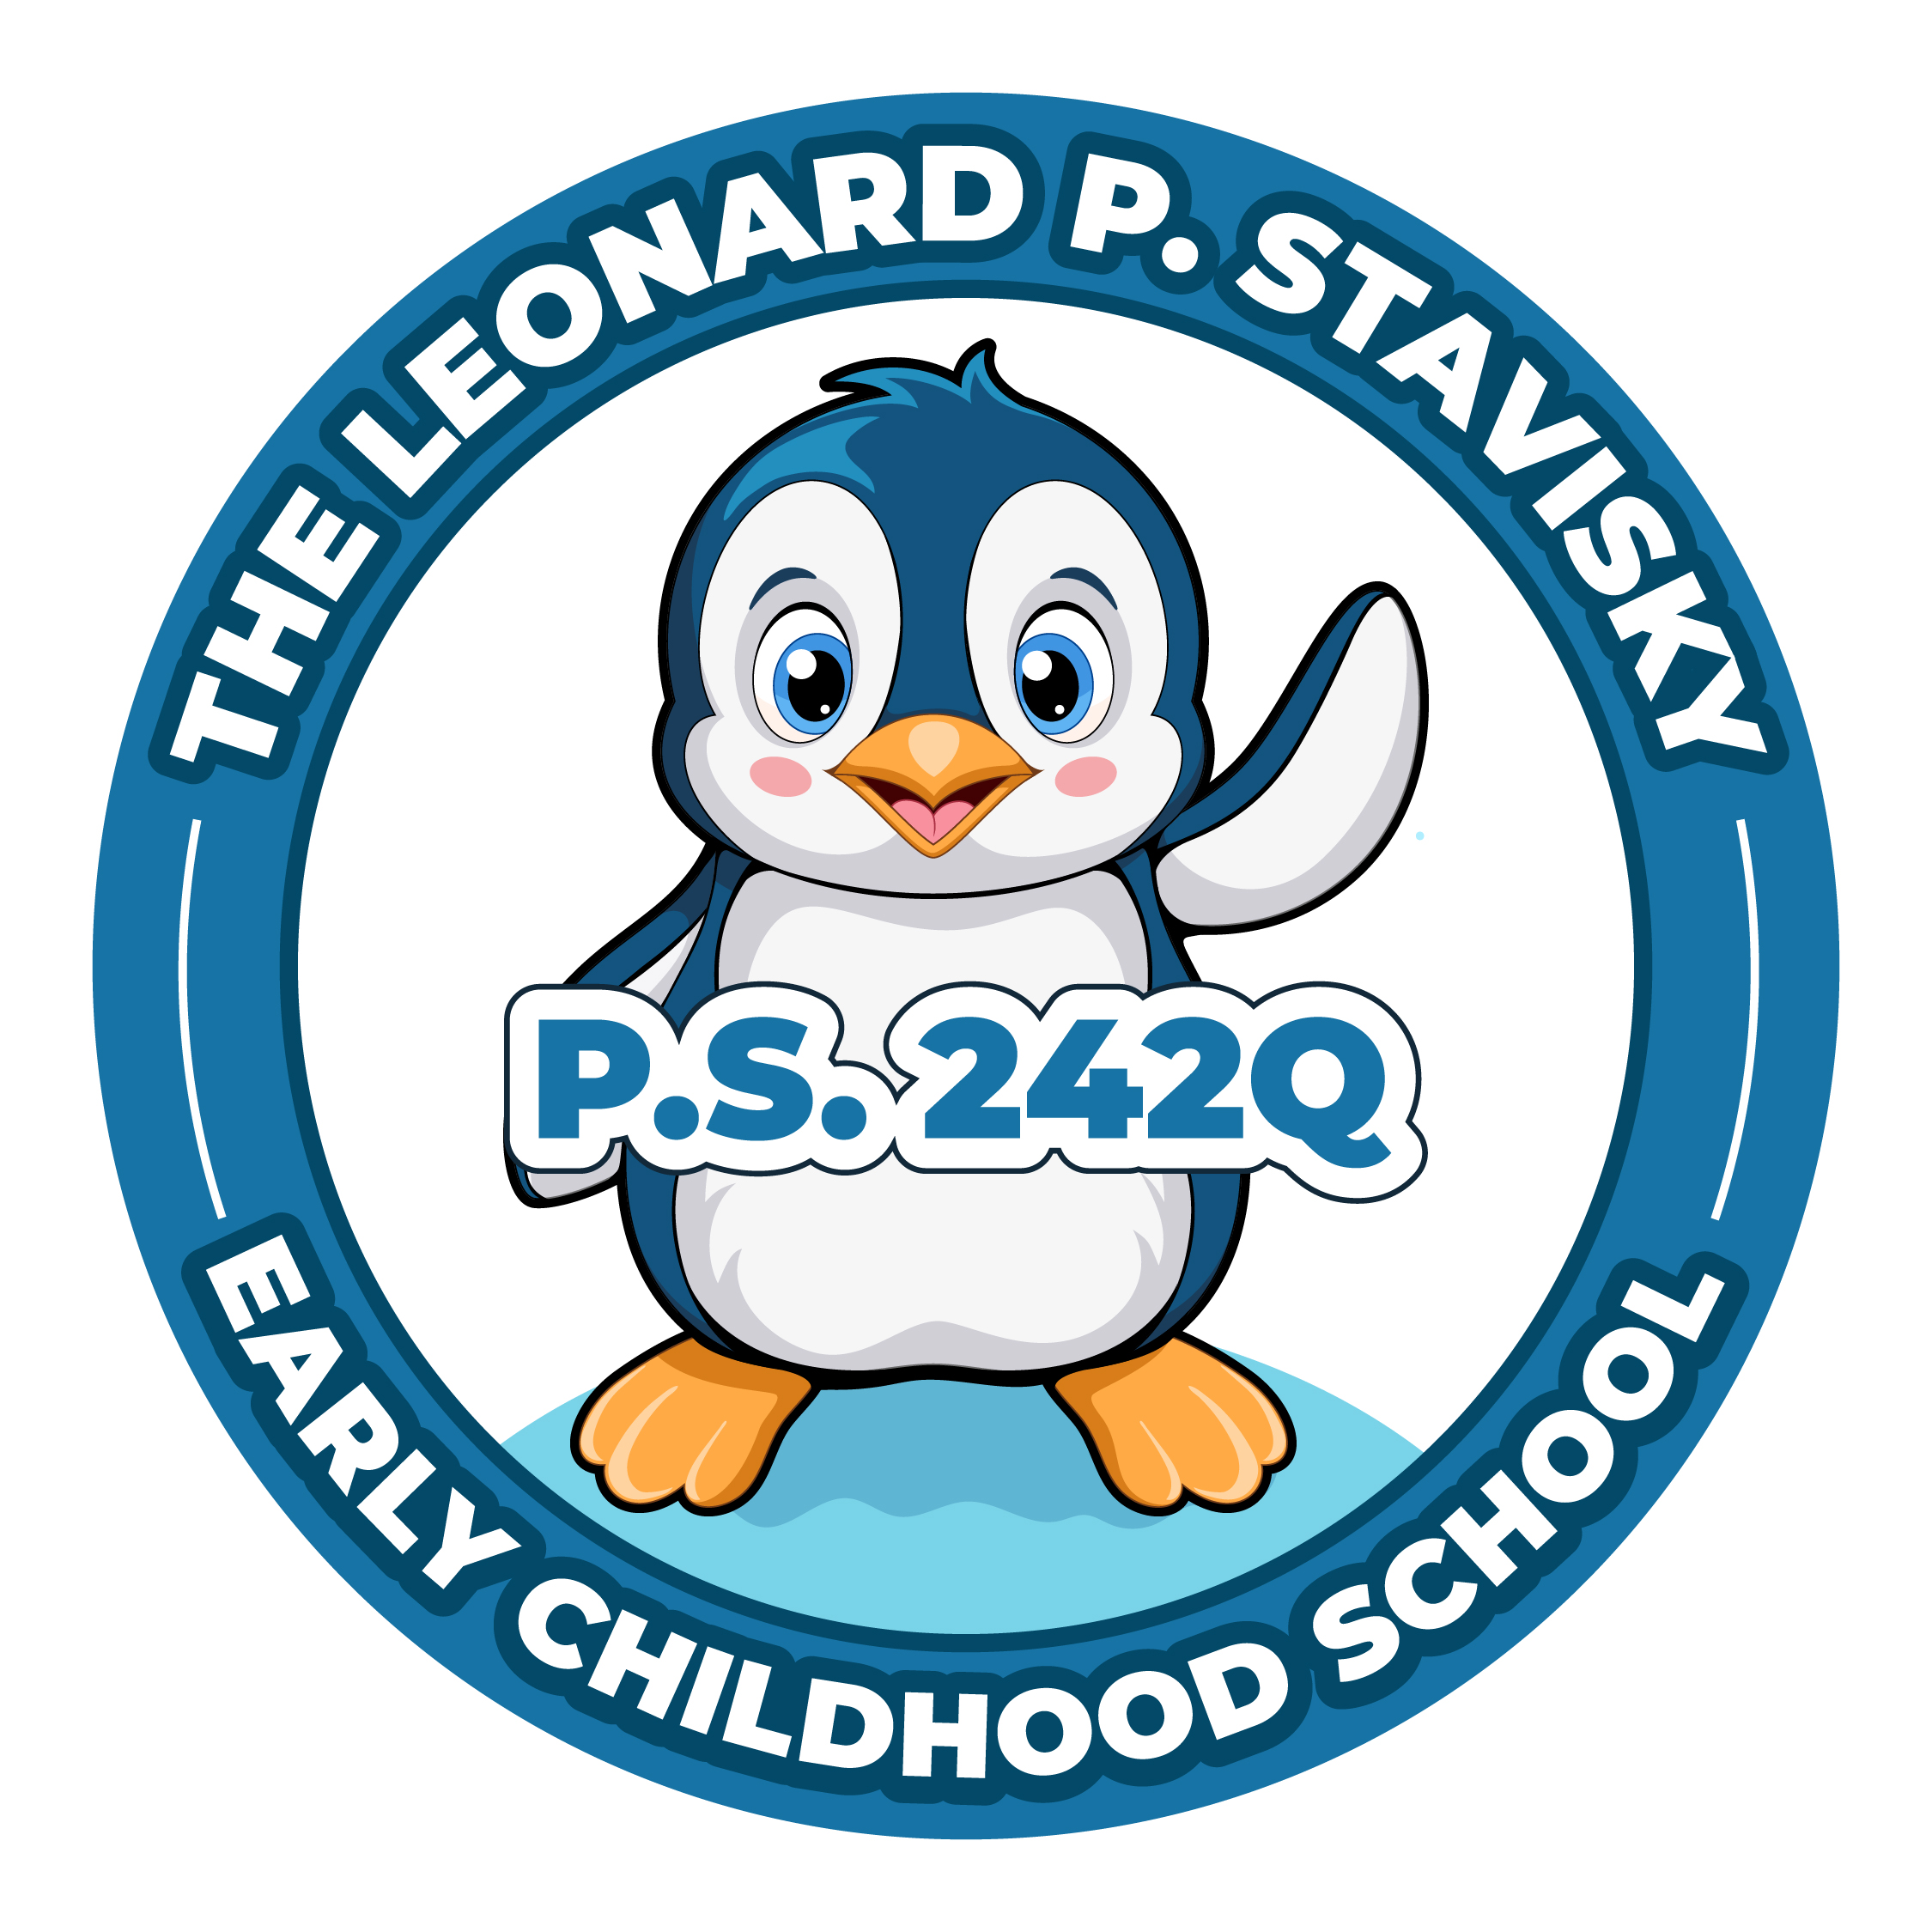 THE LEONARD P. STAVISKY
P.S. 242Q
EARLY CHILDHOOD SCHOOL